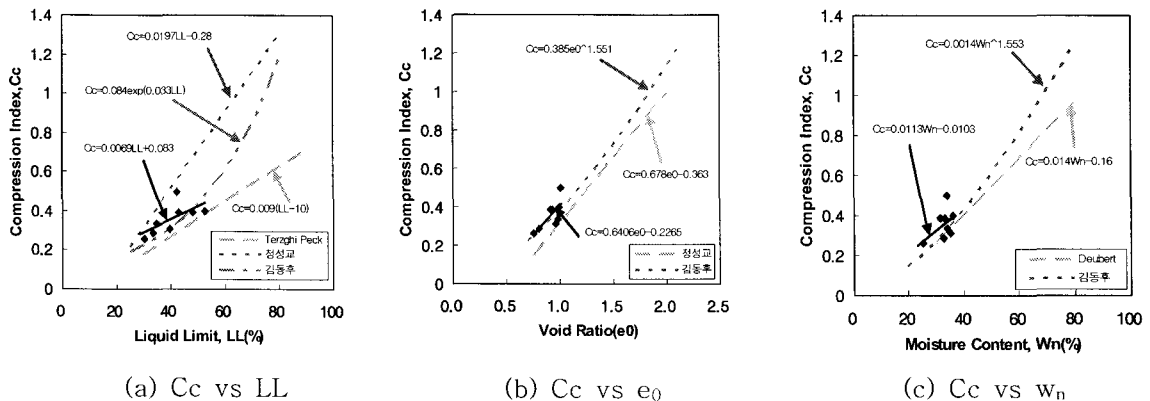 1.4
1.2
1
0.8
0.6
0.4
0.2
0
Compression Index,Cc
Cc=0.0197LL-0.28
Cc=0.084exp(0.033LL)
Cc=0.0069LL+0.083
Cc=0.009(LL-10)
Terzghi Peck
정성교
김동후
0 20 40 60 80 100
Liquid Limit, LL(%)
(a) Cc vs LL
1.4
1.2
1
0.8
0.6
0.4
0.2
0
Compression Index, Cc
Cc=0.385e0^1.551
Cc=0.678e0-0.363
Cc=0.6406e0-0.2265
정성교
김동후
0.0 0.5 1.0 1.5 2.0 2.5
Void Ratio(e0)
(b) Cc vs e₀
1.4
1.2
1
0.8
0.6
0.4
0.2
0
Compression Index, Cc
Cc=0.0014Wn^1.553
Cc=0.0113Wn-0.0103
Cc=0.014Wn-0.16
Deubert
김동후
0 20 40 60 80 100
Moisture Content, Wn(%)
(c) Cc vs wₙ